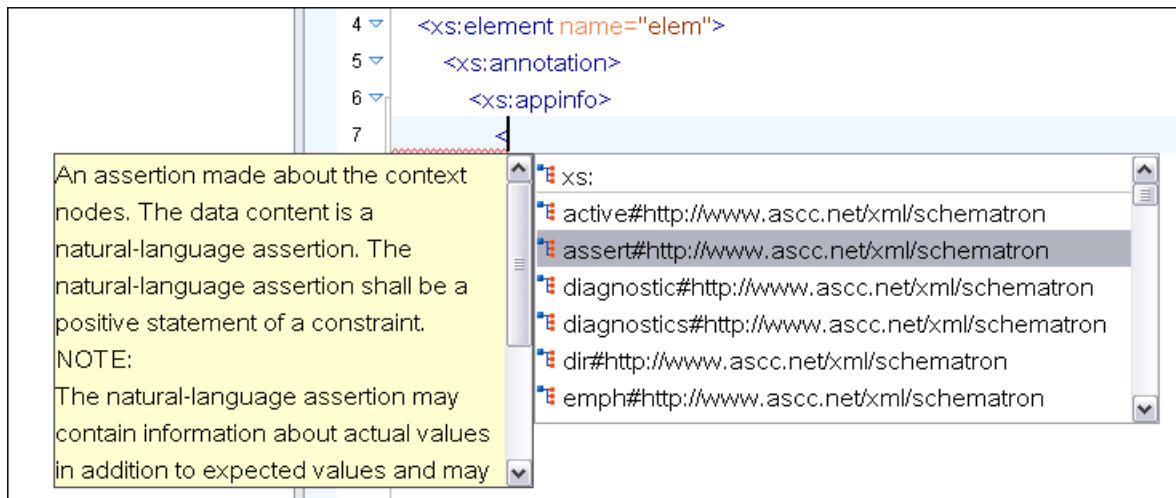 4 <xs:element name="elem">
5 <xs:annotation>
6 <xs:appinfo>
7 <
An assertion made about the context
nodes. The data content is a
natural-language assertion. The
natural-language assertion shall be a
positive statement of a constraint.
NOTE:
The natural-language assertion may
contain information about actual values
in addition to expected values and may
xs:
active#http://www.ascc.net/xml/schematron
assert#http://www.ascc.net/xml/schematron
diagnostic#http://www.ascc.net/xml/schematron
diagnostics#http://www.ascc.net/xml/schematron
dir#http://www.ascc.net/xml/schematron
emph#http://www.ascc.net/xml/schematron